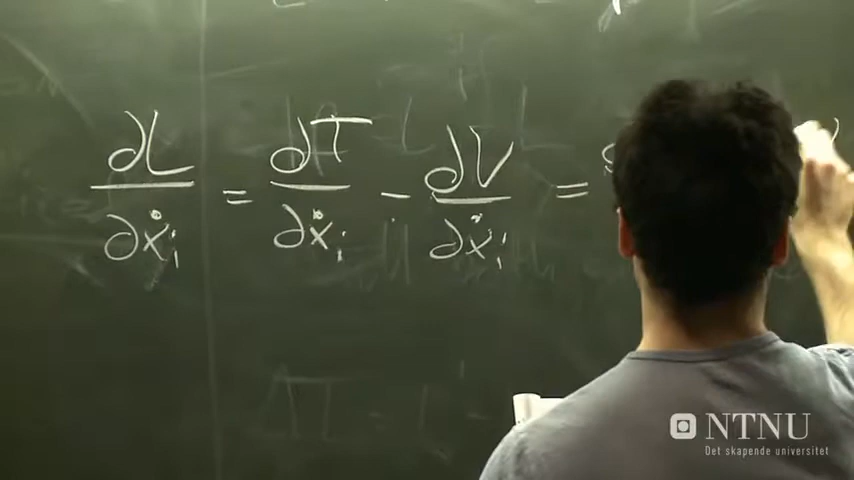 ∂L/∂ẋᵢ = ∂T/∂ẋᵢ - ∂V/∂ẋᵢ =
NTNU
Det skapende universitet